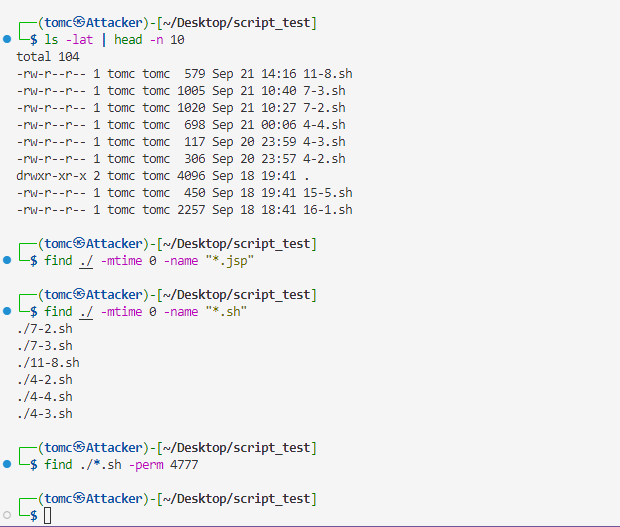 ┌──(tomc㉿Attacker)-[~/Desktop/script_test]
└─$ ls -lat | head -n 10
total 104
-rw-r--r-- 1 tomc tomc  579 Sep 21 14:16 11-8.sh
-rw-r--r-- 1 tomc tomc 1005 Sep 21 10:40 7-3.sh
-rw-r--r-- 1 tomc tomc 1020 Sep 21 10:27 7-2.sh
-rw-r--r-- 1 tomc tomc  698 Sep 21 00:06 4-4.sh
-rw-r--r-- 1 tomc tomc  117 Sep 20 23:59 4-3.sh
-rw-r--r-- 1 tomc tomc  306 Sep 20 23:57 4-2.sh
drwxr-xr-x 2 tomc tomc 4096 Sep 18 19:41 .
-rw-r--r-- 1 tomc tomc  450 Sep 18 19:41 15-5.sh
-rw-r--r-- 1 tomc tomc 2257 Sep 18 18:41 16-1.sh
┌──(tomc㉿Attacker)-[~/Desktop/script_test]
└─$ find ./ -mtime 0 -name "*.jsp"
┌──(tomc㉿Attacker)-[~/Desktop/script_test]
└─$ find ./ -mtime 0 -name "*.sh"
./7-2.sh
./7-3.sh
./11-8.sh
./4-2.sh
./4-4.sh
./4-3.sh
┌──(tomc㉿Attacker)-[~/Desktop/script_test]
└─$ find ./*.sh -perm 4777
┌──(tomc㉿Attacker)-[~/Desktop/script_test]
└─$